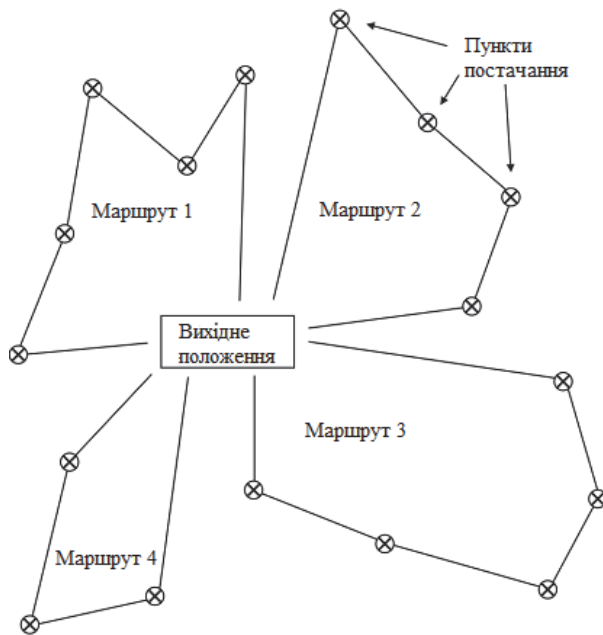 Пункти
постачання
Маршрут 1
Маршрут 2
Вихідне
положення
Маршрут 3
Маршрут 4